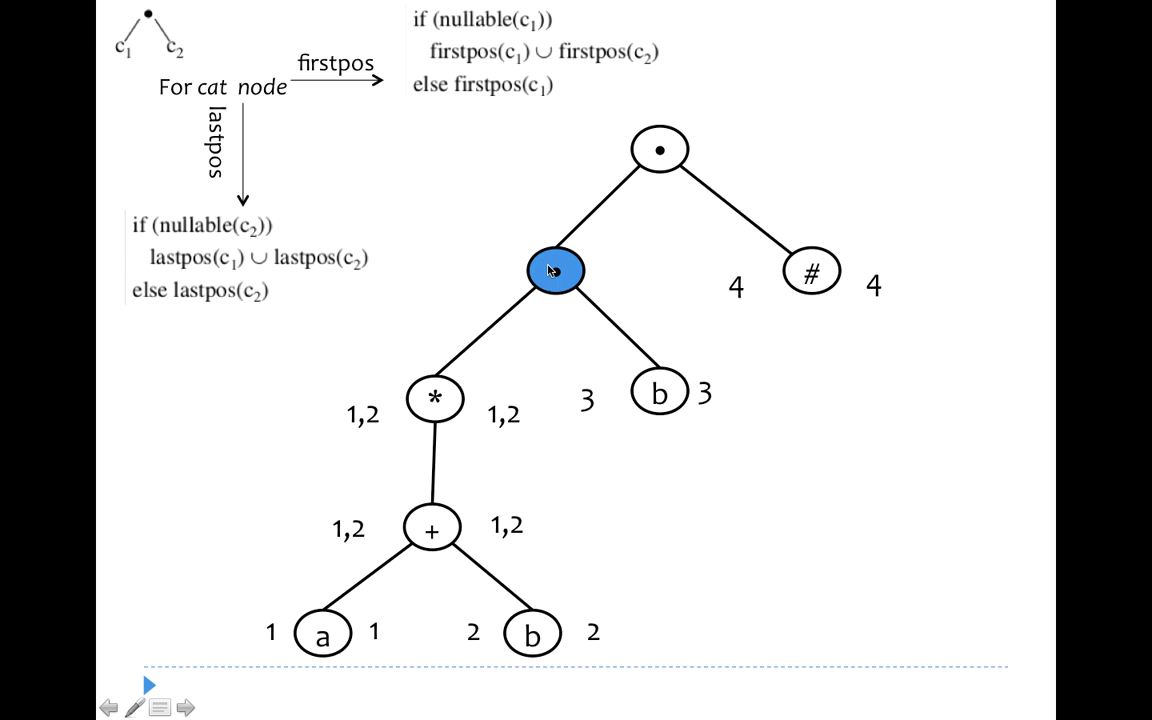 •
c₁ c₂
For cat node
firstpos
if (nullable(c₁))
firstpos(c₁) ∪ firstpos(c₂)
else firstpos(c₁)
lastpos
if (nullable(c₂))
lastpos(c₁) ∪ lastpos(c₂)
else lastpos(c₂)
•
•
4 # 4
1,2 * 1,2
3 b 3
1,2 + 1,2
1 a 1
2 b 2